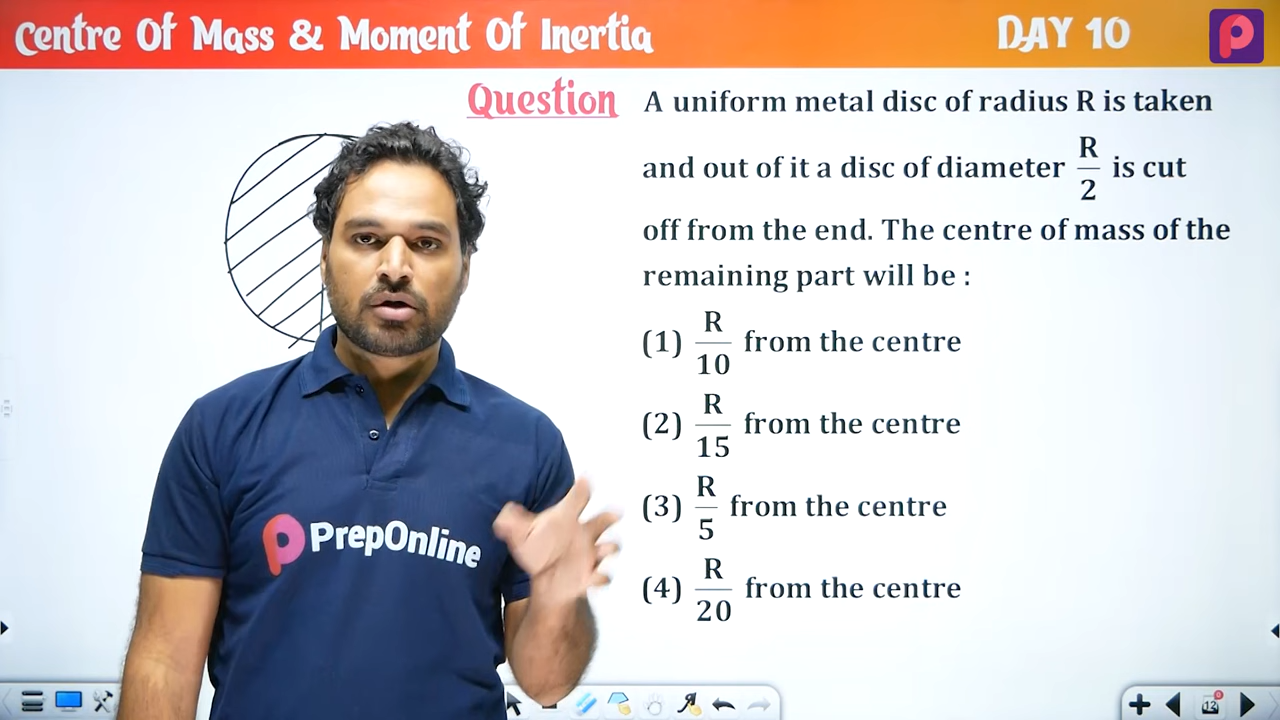 Centre Of Mass & Moment Of Inertia
DAY 10
Question
A uniform metal disc of radius R is taken
and out of it a disc of diameter R/2 is cut
off from the end. The centre of mass of the
remaining part will be :
(1) R/10 from the centre
(2) R/15 from the centre
(3) R/5 from the centre
(4) R/20 from the centre
PrepOnline
12